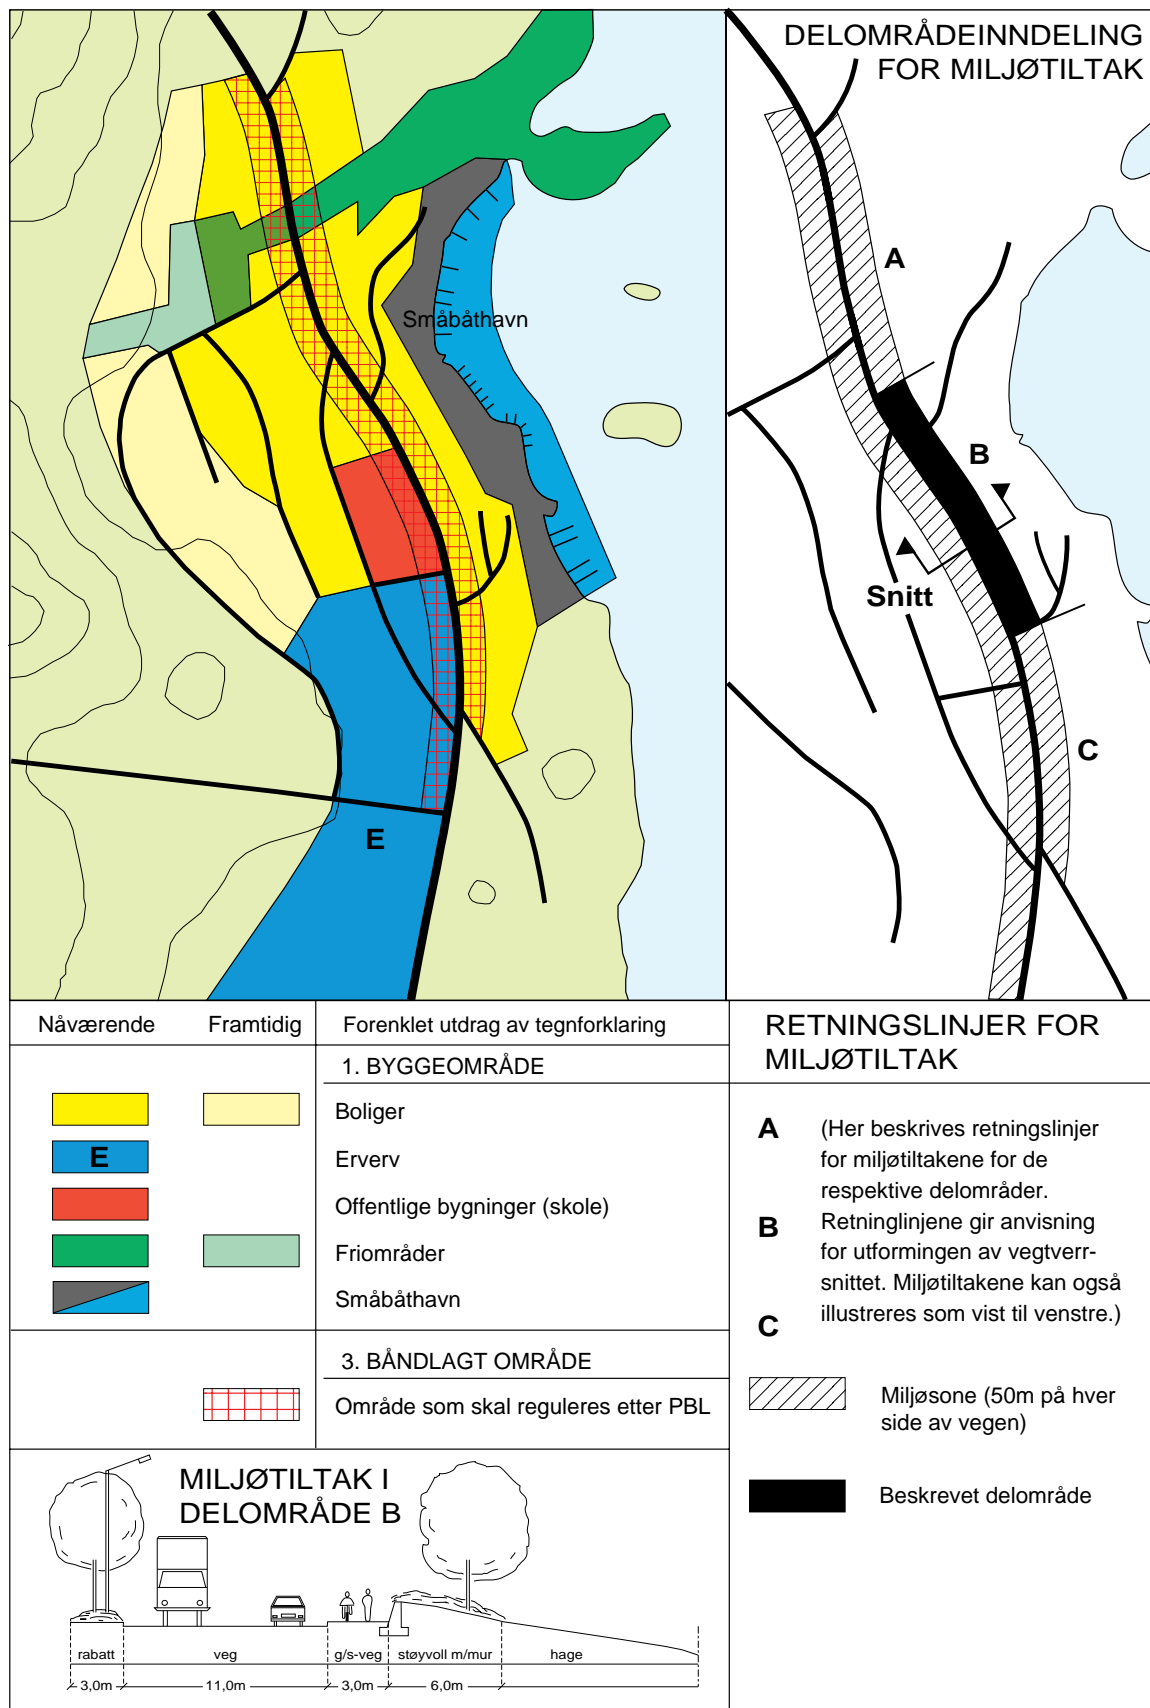 DELOMRÅDEINNDELING
FOR MILJØTILTAK
Småbåthavn
E
A
B
Snitt
C
Nåværende Framtidig Forenklet utdrag av tegnforklaring
1. BYGGEOMRÅDE
Boliger
E Erverv
Offentlige bygninger (skole)
Friområder
Småbåthavn
3. BÅNDLAGT OMRÅDE
Område som skal reguleres etter PBL
MILJØTILTAK I
DELOMRÅDE B
rabatt veg g/s-veg støyvoll m/mur hage
3,0m 11,0m 3,0m 6,0m
RETNINGSLINJER FOR
MILJØTILTAK
A (Her beskrives retningslinjer
for miljøtiltakene for de
respektive delområder.
B Retninglinjene gir anvisning
for utformingen av vegtverr-
snittet. Miljøtiltakene kan også
C illustreres som vist til venstre.)
Miljøsone (50m på hver
side av vegen)
Beskrevet delområde